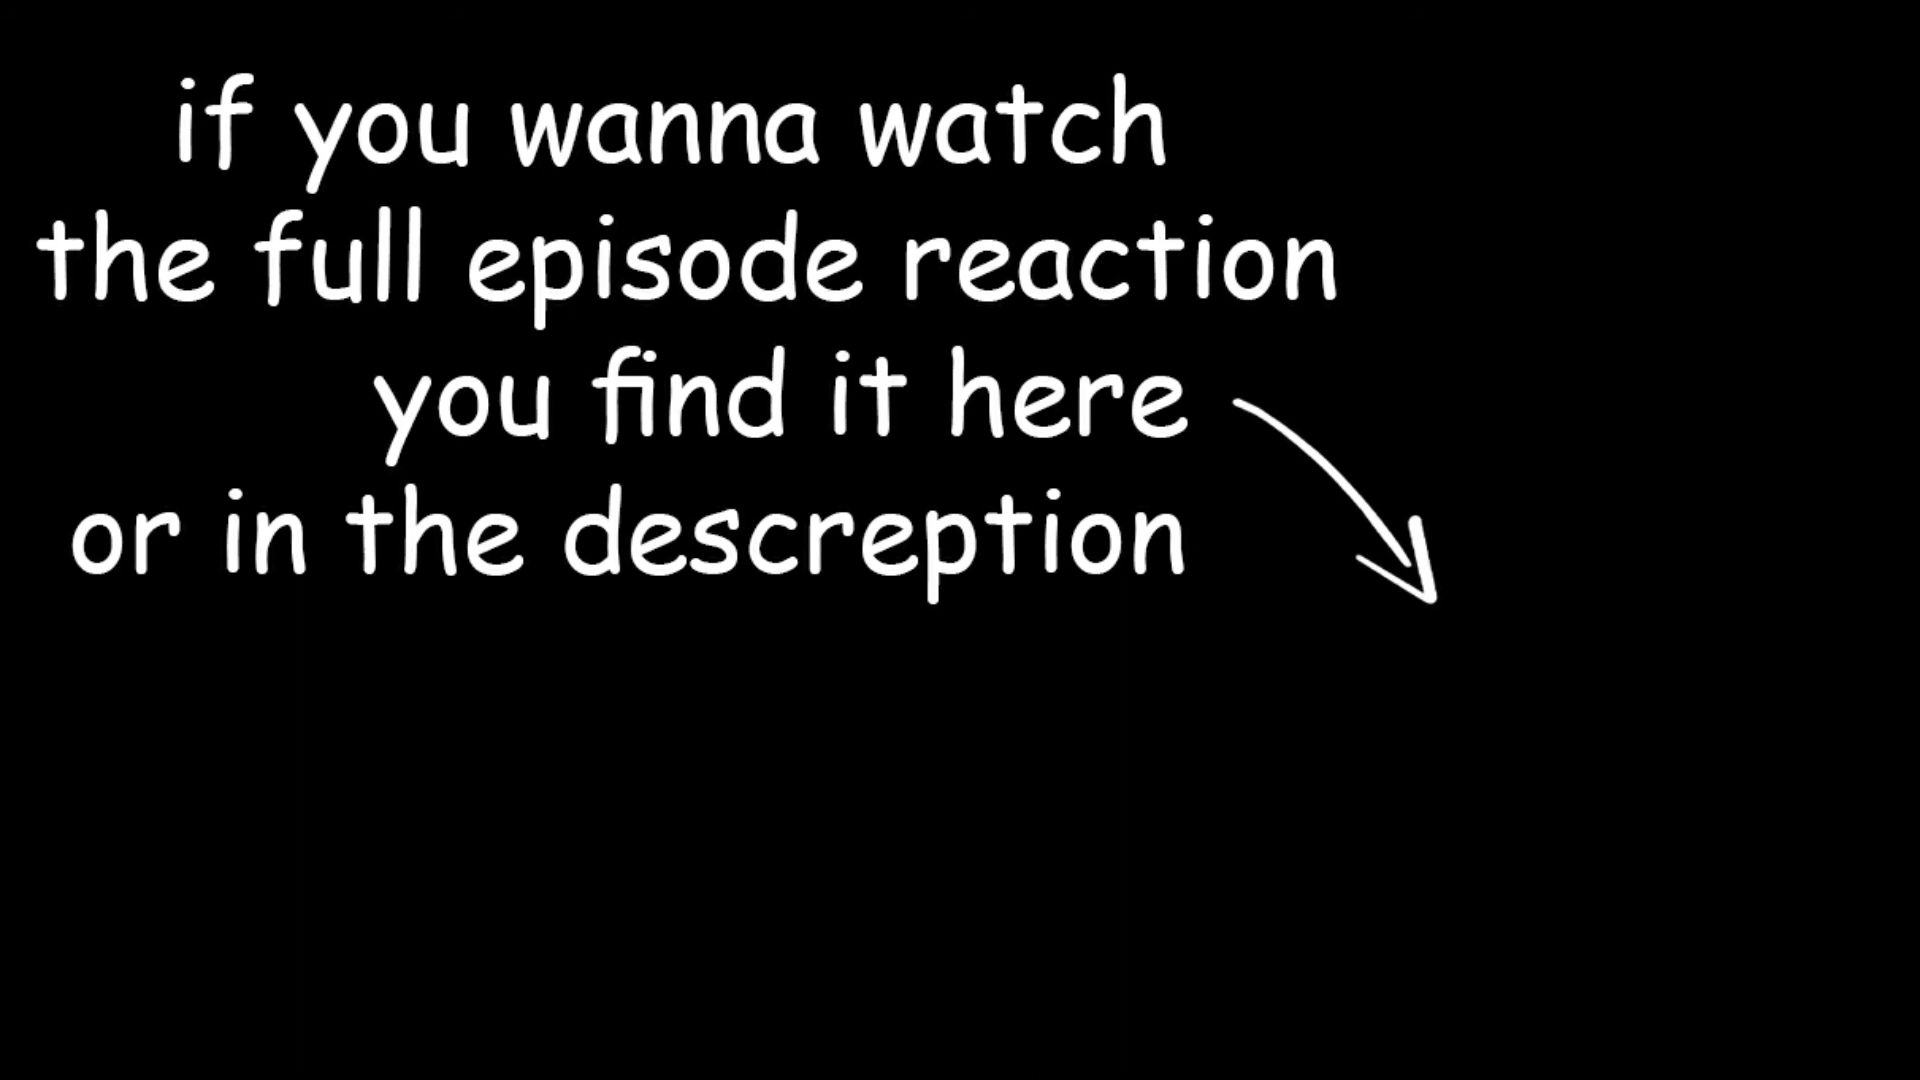 if you wanna watch
the full episode reaction
you find it here
or in the descreption